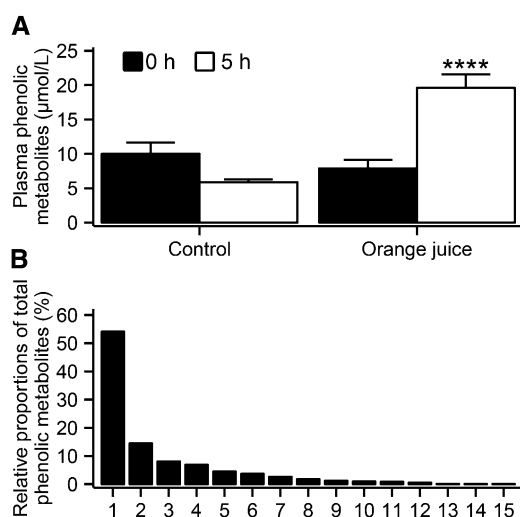 A
Plasma phenolic
metabolites (µmol/L)
25
20
15
10
5
0
0 h
5 h
****
Control
Orange juice
B
Relative proportions of total
phenolic metabolites (%)
60
50
40
30
20
10
0
1 2 3 4 5 6 7 8 9 10 11 12 13 14 15